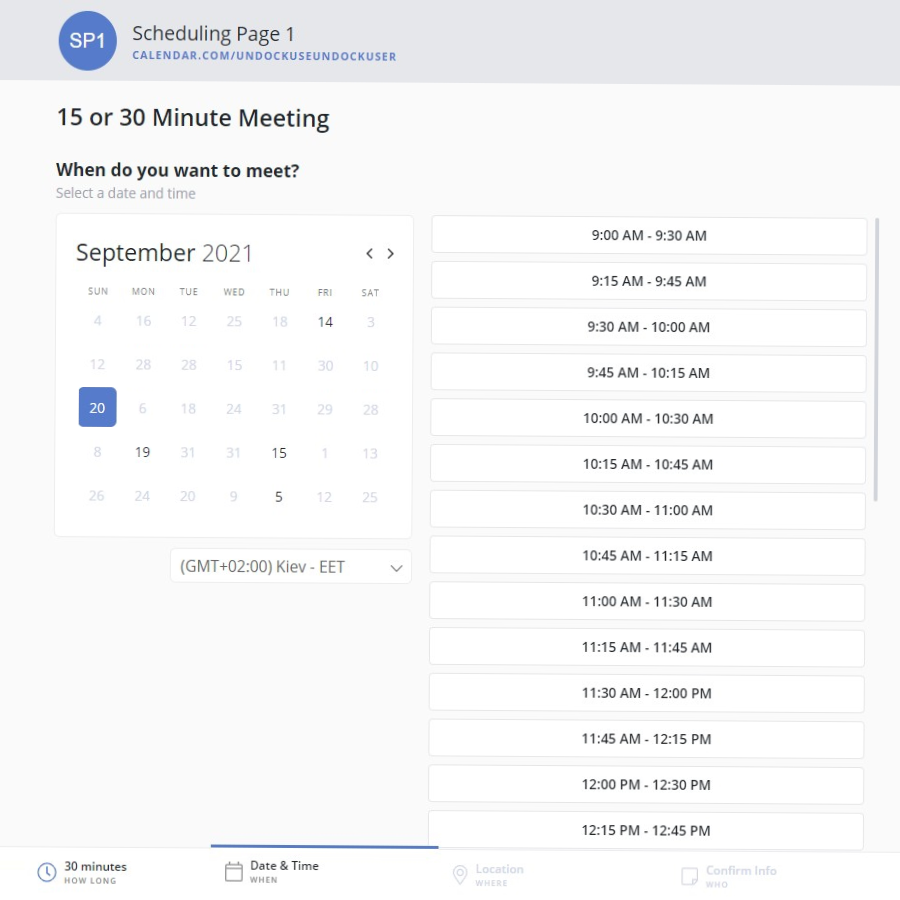 SP1
Scheduling Page 1
CALENDAR.COM/UNDOCKUSEUNDOCKUSER
15 or 30 Minute Meeting
When do you want to meet?
Select a date and time
September 2021
SUN MON TUE WED THU FRI SAT
4 16 12 25 18 14 3
12 28 28 15 11 30 10
20 6 18 24 31 29 28
8 19 31 31 15 1 13
26 24 20 9 5 12 25
(GMT+02:00) Kiev - EET
9:00 AM - 9:30 AM
9:15 AM - 9:45 AM
9:30 AM - 10:00 AM
9:45 AM - 10:15 AM
10:00 AM - 10:30 AM
10:15 AM - 10:45 AM
10:30 AM - 11:00 AM
10:45 AM - 11:15 AM
11:00 AM - 11:30 AM
11:15 AM - 11:45 AM
11:30 AM - 12:00 PM
11:45 AM - 12:15 PM
12:00 PM - 12:30 PM
12:15 PM - 12:45 PM
30 minutes
HOW LONG
Date & Time
WHEN
Location
WHERE
Confirm Info
WHO